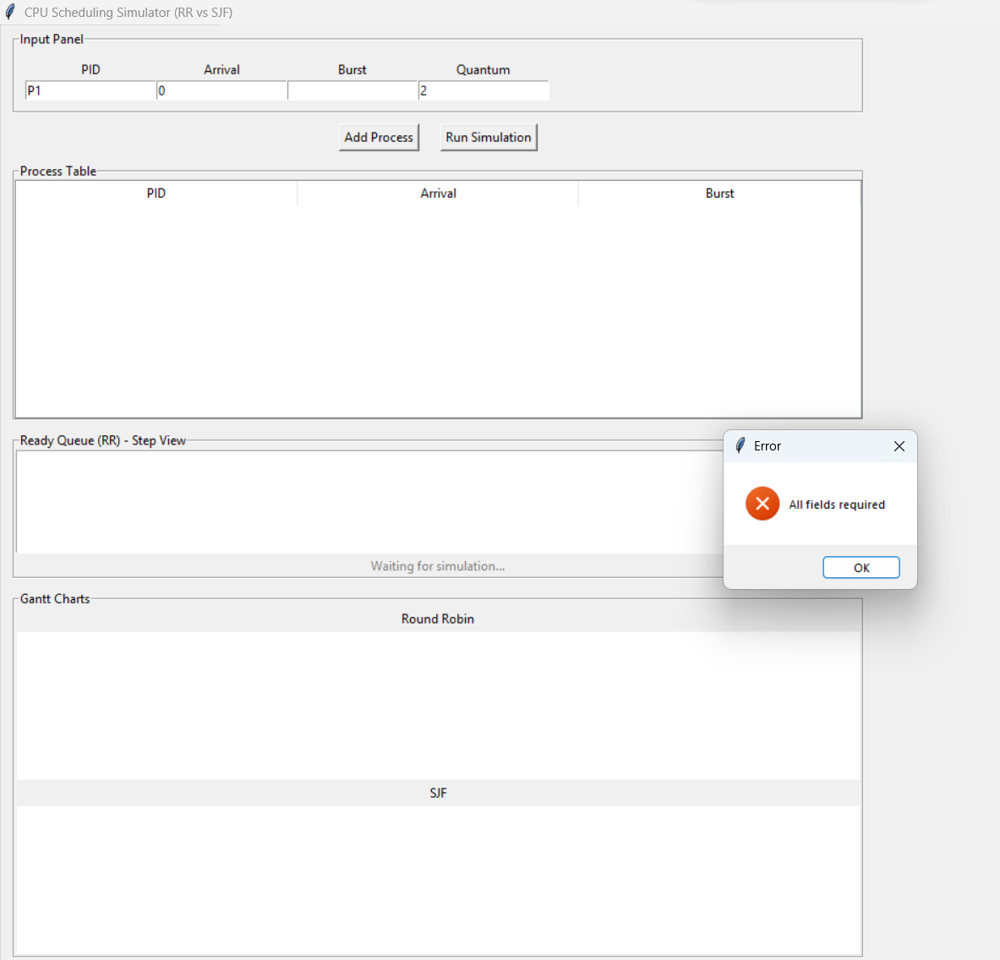 CPU Scheduling Simulator (RR vs SJF)
Input Panel
PID Arrival Burst Quantum
P1 0 2
Add Process Run Simulation
Process Table
PID Arrival Burst
Ready Queue (RR) - Step View
Error
All fields required
OK
Waiting for simulation...
Gantt Charts
Round Robin
SJF